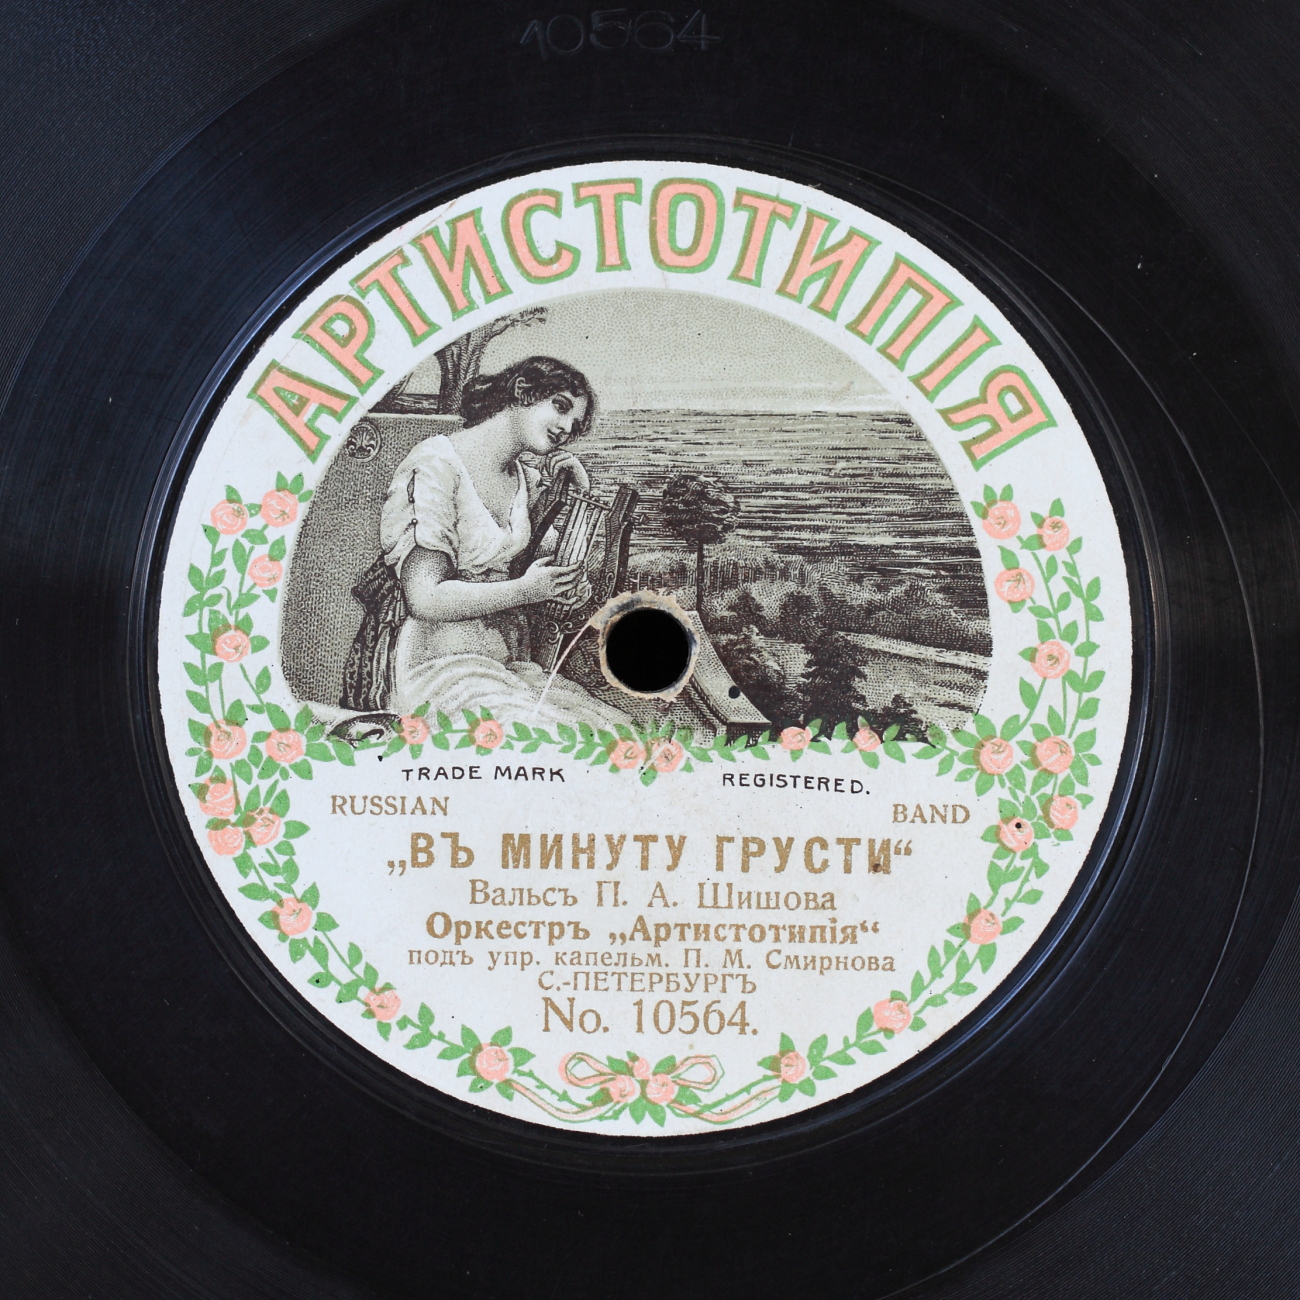 10564
АРТИСТОТИПІЯ
TRADE MARK REGISTERED.
RUSSIAN BAND
„ВЪ МИНУТУ ГРУСТИ“
Вальсъ П. А. Шишова
Оркестръ „Артистотипія“
подъ упр. капельм. П. М. Смирнова
С.-ПЕТЕРБУРГЪ
No. 10564.